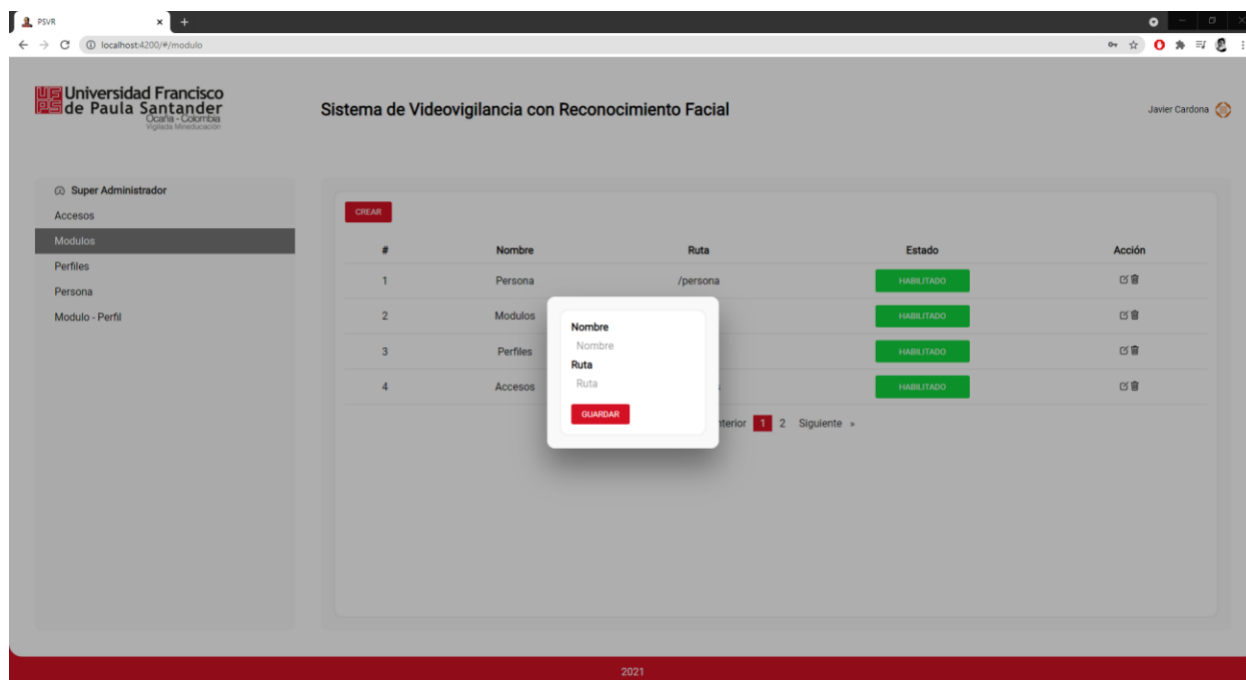 PSVR
localhost:4200/#/modulo
Universidad Francisco
de Paula Santander
Ocaña - Colombia
Vigilada Mineducación
Sistema de Videovigilancia con Reconocimiento Facial
Javier Cardona
Super Administrador
Accesos
Modulos
Perfiles
Persona
Modulo - Perfil
CREAR
# Nombre Ruta Estado Acción
1 Persona /persona HABILITADO
2 Modulos HABILITADO
3 Perfiles HABILITADO
4 Accesos HABILITADO
Nombre
Nombre
Ruta
Ruta
GUARDAR
1 2 Siguiente »
2021